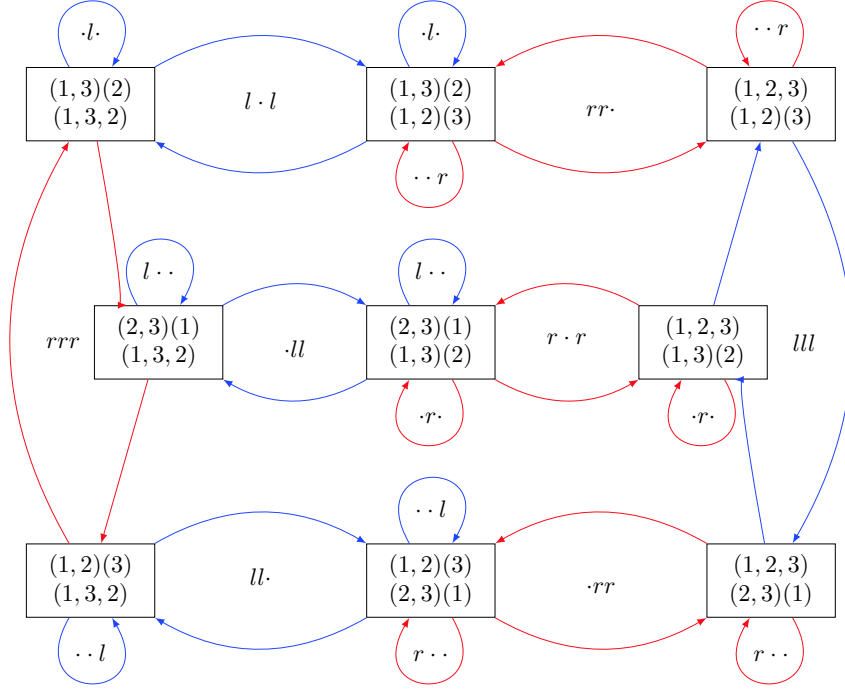 ·l·
·l·
· · r
(1, 3)(2)
(1, 3, 2)
l · l
(1, 3)(2)
(1, 2)(3)
rr·
(1, 2, 3)
(1, 2)(3)
· · r
l · ·
l · ·
rrr
(2, 3)(1)
(1, 3, 2)
·ll
(2, 3)(1)
(1, 3)(2)
r · r
(1, 2, 3)
(1, 3)(2)
lll
·r·
·r·
· · l
(1, 2)(3)
(1, 3, 2)
ll·
(1, 2)(3)
(2, 3)(1)
·rr
(1, 2, 3)
(2, 3)(1)
· · l
r · ·
r · ·